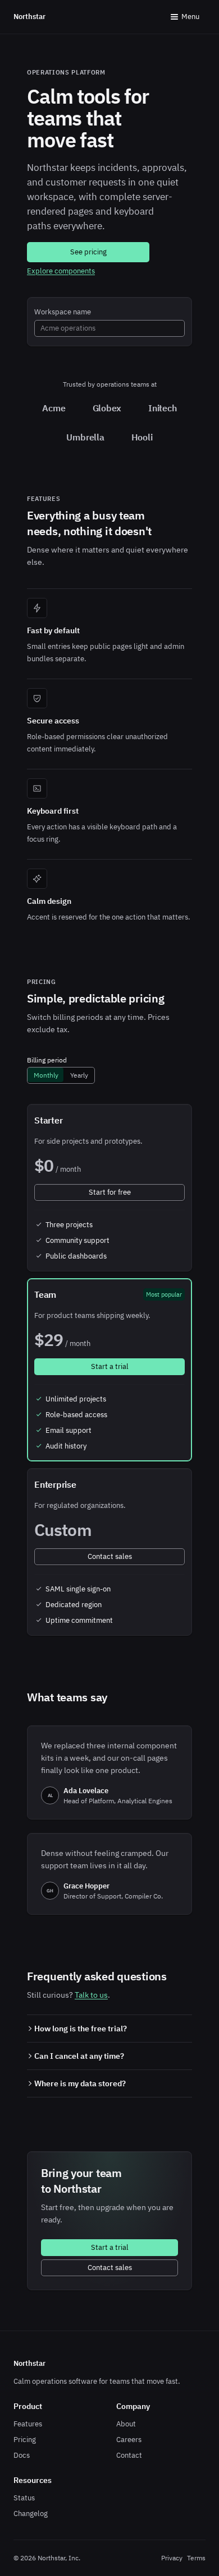 Northstar
Menu
OPERATIONS PLATFORM
Calm tools for
teams that
move fast
Northstar keeps incidents, approvals,
and customer requests in one quiet
workspace, with complete server-
rendered pages and keyboard
paths everywhere.
See pricing
Explore components
Workspace name
Acme operations
Trusted by operations teams at
Acme
Globex
Initech
Umbrella
Hooli
FEATURES
Everything a busy team
needs, nothing it doesn't
Dense where it matters and quiet everywhere
else.
Fast by default
Small entries keep public pages light and admin
bundles separate.
Secure access
Role-based permissions clear unauthorized
content immediately.
Keyboard first
Every action has a visible keyboard path and a
focus ring.
Calm design
Accent is reserved for the one action that matters.
PRICING
Simple, predictable pricing
Switch billing periods at any time. Prices
exclude tax.
Billing period
Monthly
Yearly
Starter
For side projects and prototypes.
$0 / month
Start for free
Three projects
Community support
Public dashboards
Team
Most popular
For product teams shipping weekly.
$29 / month
Start a trial
Unlimited projects
Role-based access
Email support
Audit history
Enterprise
For regulated organizations.
Custom
Contact sales
SAML single sign-on
Dedicated region
Uptime commitment
What teams say
We replaced three internal component
kits in a week, and our on-call pages
finally look like one product.
AL
Ada Lovelace
Head of Platform, Analytical Engines
Dense without feeling cramped. Our
support team lives in it all day.
GH
Grace Hopper
Director of Support, Compiler Co.
Frequently asked questions
Still curious? Talk to us.
How long is the free trial?
Can I cancel at any time?
Where is my data stored?
Bring your team
to Northstar
Start free, then upgrade when you are
ready.
Start a trial
Contact sales
Northstar
Calm operations software for teams that move fast.
Product
Features
Pricing
Docs
Company
About
Careers
Contact
Resources
Status
Changelog
© 2026 Northstar, Inc.
Privacy
Terms